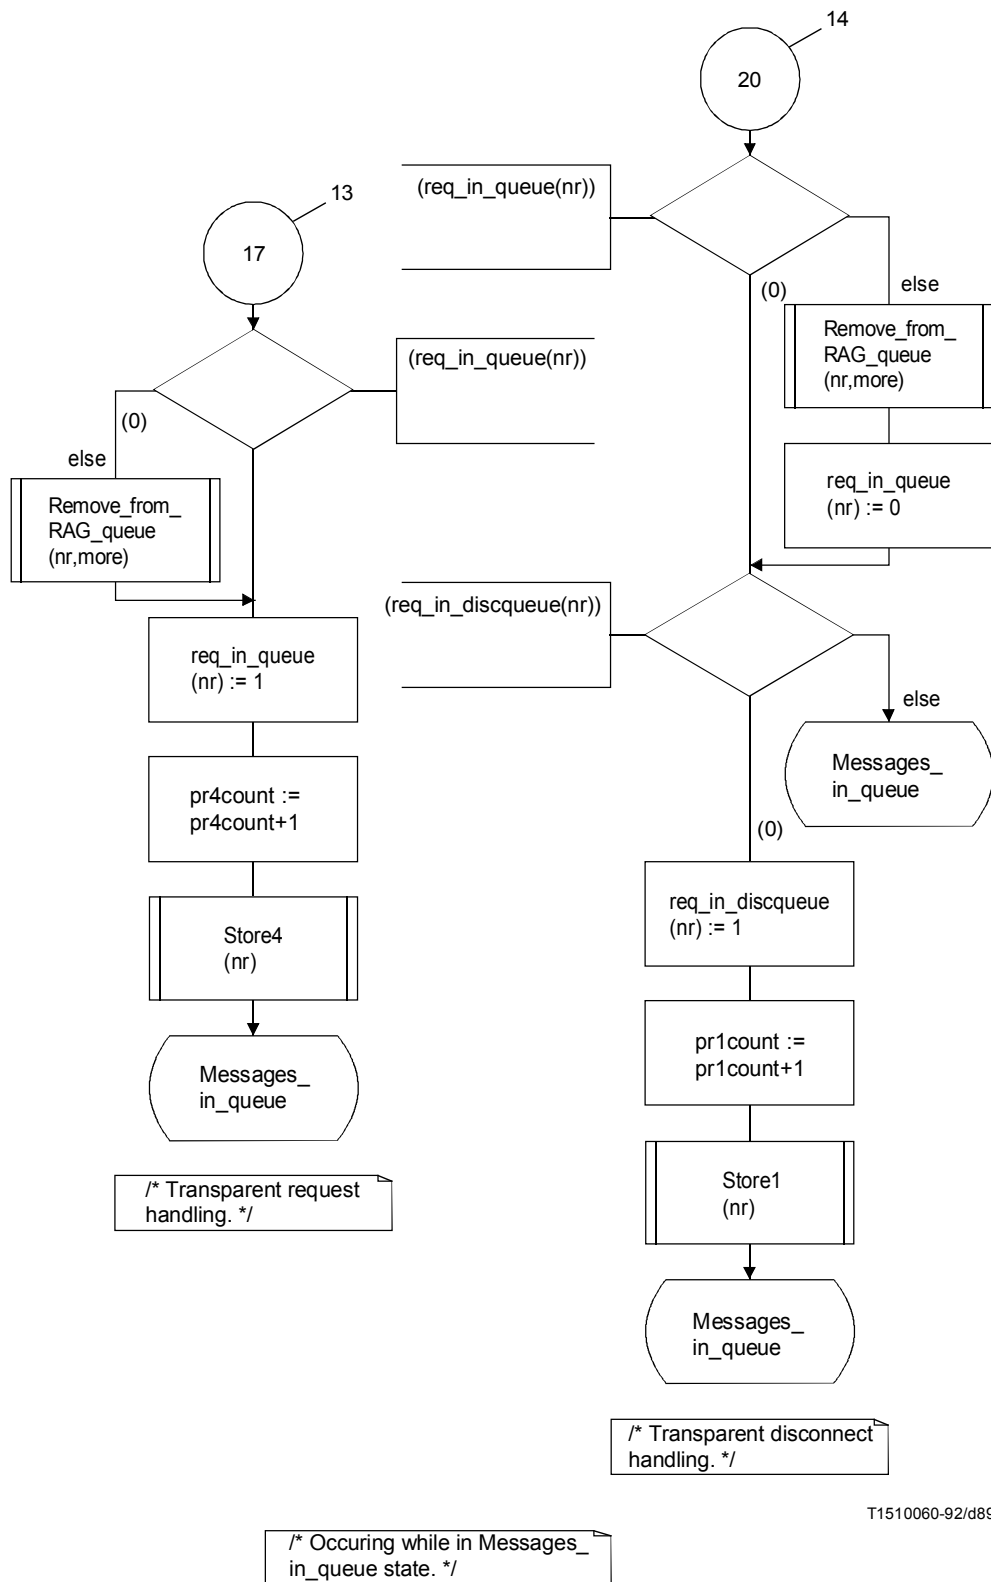 13
17
(req_in_queue(nr))
(0)
else
Remove_from_
RAG_queue
(nr,more)
req_in_queue
(nr) := 1
pr4count :=
pr4count+1
Store4
(nr)
Messages_
in_queue
/* Transparent request
handling. */
14
20
(req_in_queue(nr))
(0)
else
Remove_from_
RAG_queue
(nr,more)
req_in_queue
(nr) := 0
(req_in_discqueue(nr))
else
Messages_
in_queue
(0)
req_in_discqueue
(nr) := 1
pr1count :=
pr1count+1
Store1
(nr)
Messages_
in_queue
/* Transparent disconnect
handling. */
T1510060-92/d89
/* Occuring while in Messages_
in_queue state. */